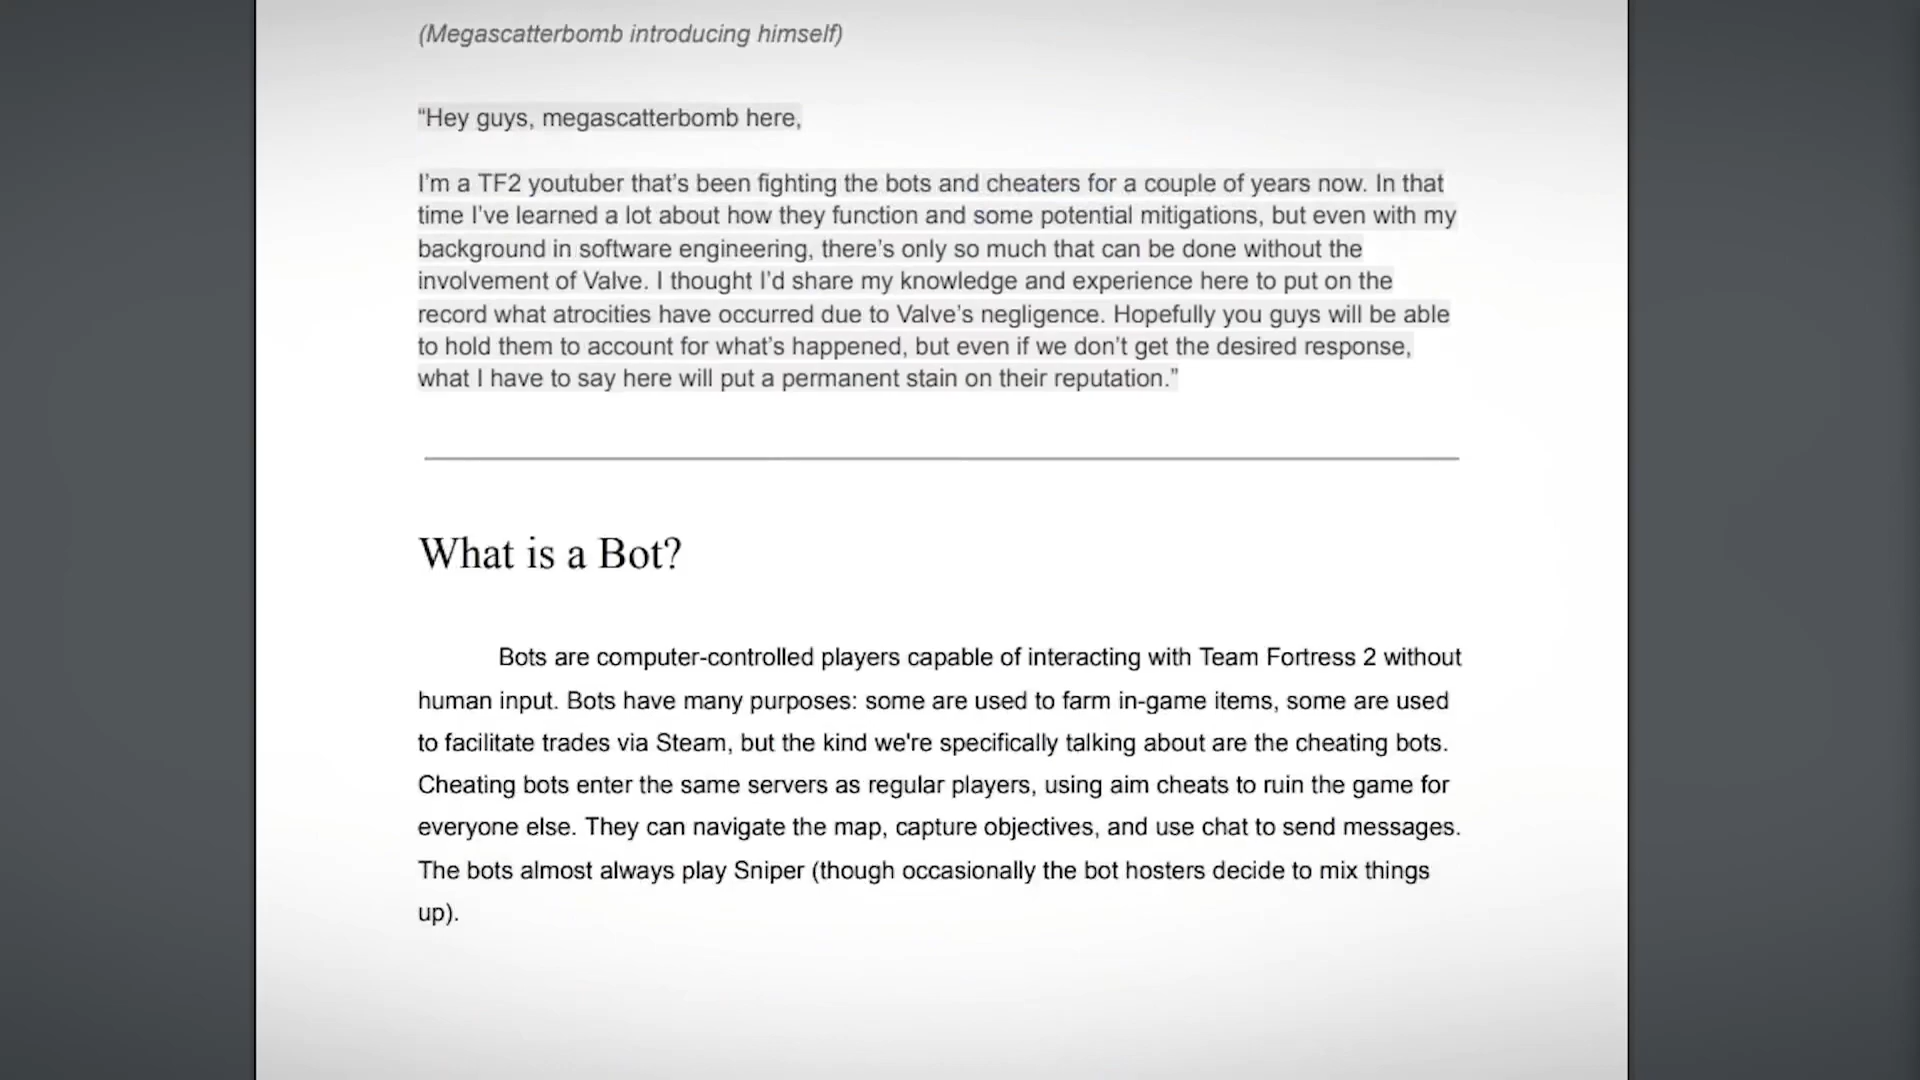 (Megascatterbomb introducing himself)
“Hey guys, megascatterbomb here,
I’m a TF2 youtuber that’s been fighting the bots and cheaters for a couple of years now. In that
time I’ve learned a lot about how they function and some potential mitigations, but even with my
background in software engineering, there’s only so much that can be done without the
involvement of Valve. I thought I’d share my knowledge and experience here to put on the
record what atrocities have occurred due to Valve’s negligence. Hopefully you guys will be able
to hold them to account for what’s happened, but even if we don’t get the desired response,
what I have to say here will put a permanent stain on their reputation.”
What is a Bot?
Bots are computer-controlled players capable of interacting with Team Fortress 2 without
human input. Bots have many purposes: some are used to farm in-game items, some are used
to facilitate trades via Steam, but the kind we're specifically talking about are the cheating bots.
Cheating bots enter the same servers as regular players, using aim cheats to ruin the game for
everyone else. They can navigate the map, capture objectives, and use chat to send messages.
The bots almost always play Sniper (though occasionally the bot hosters decide to mix things
up).